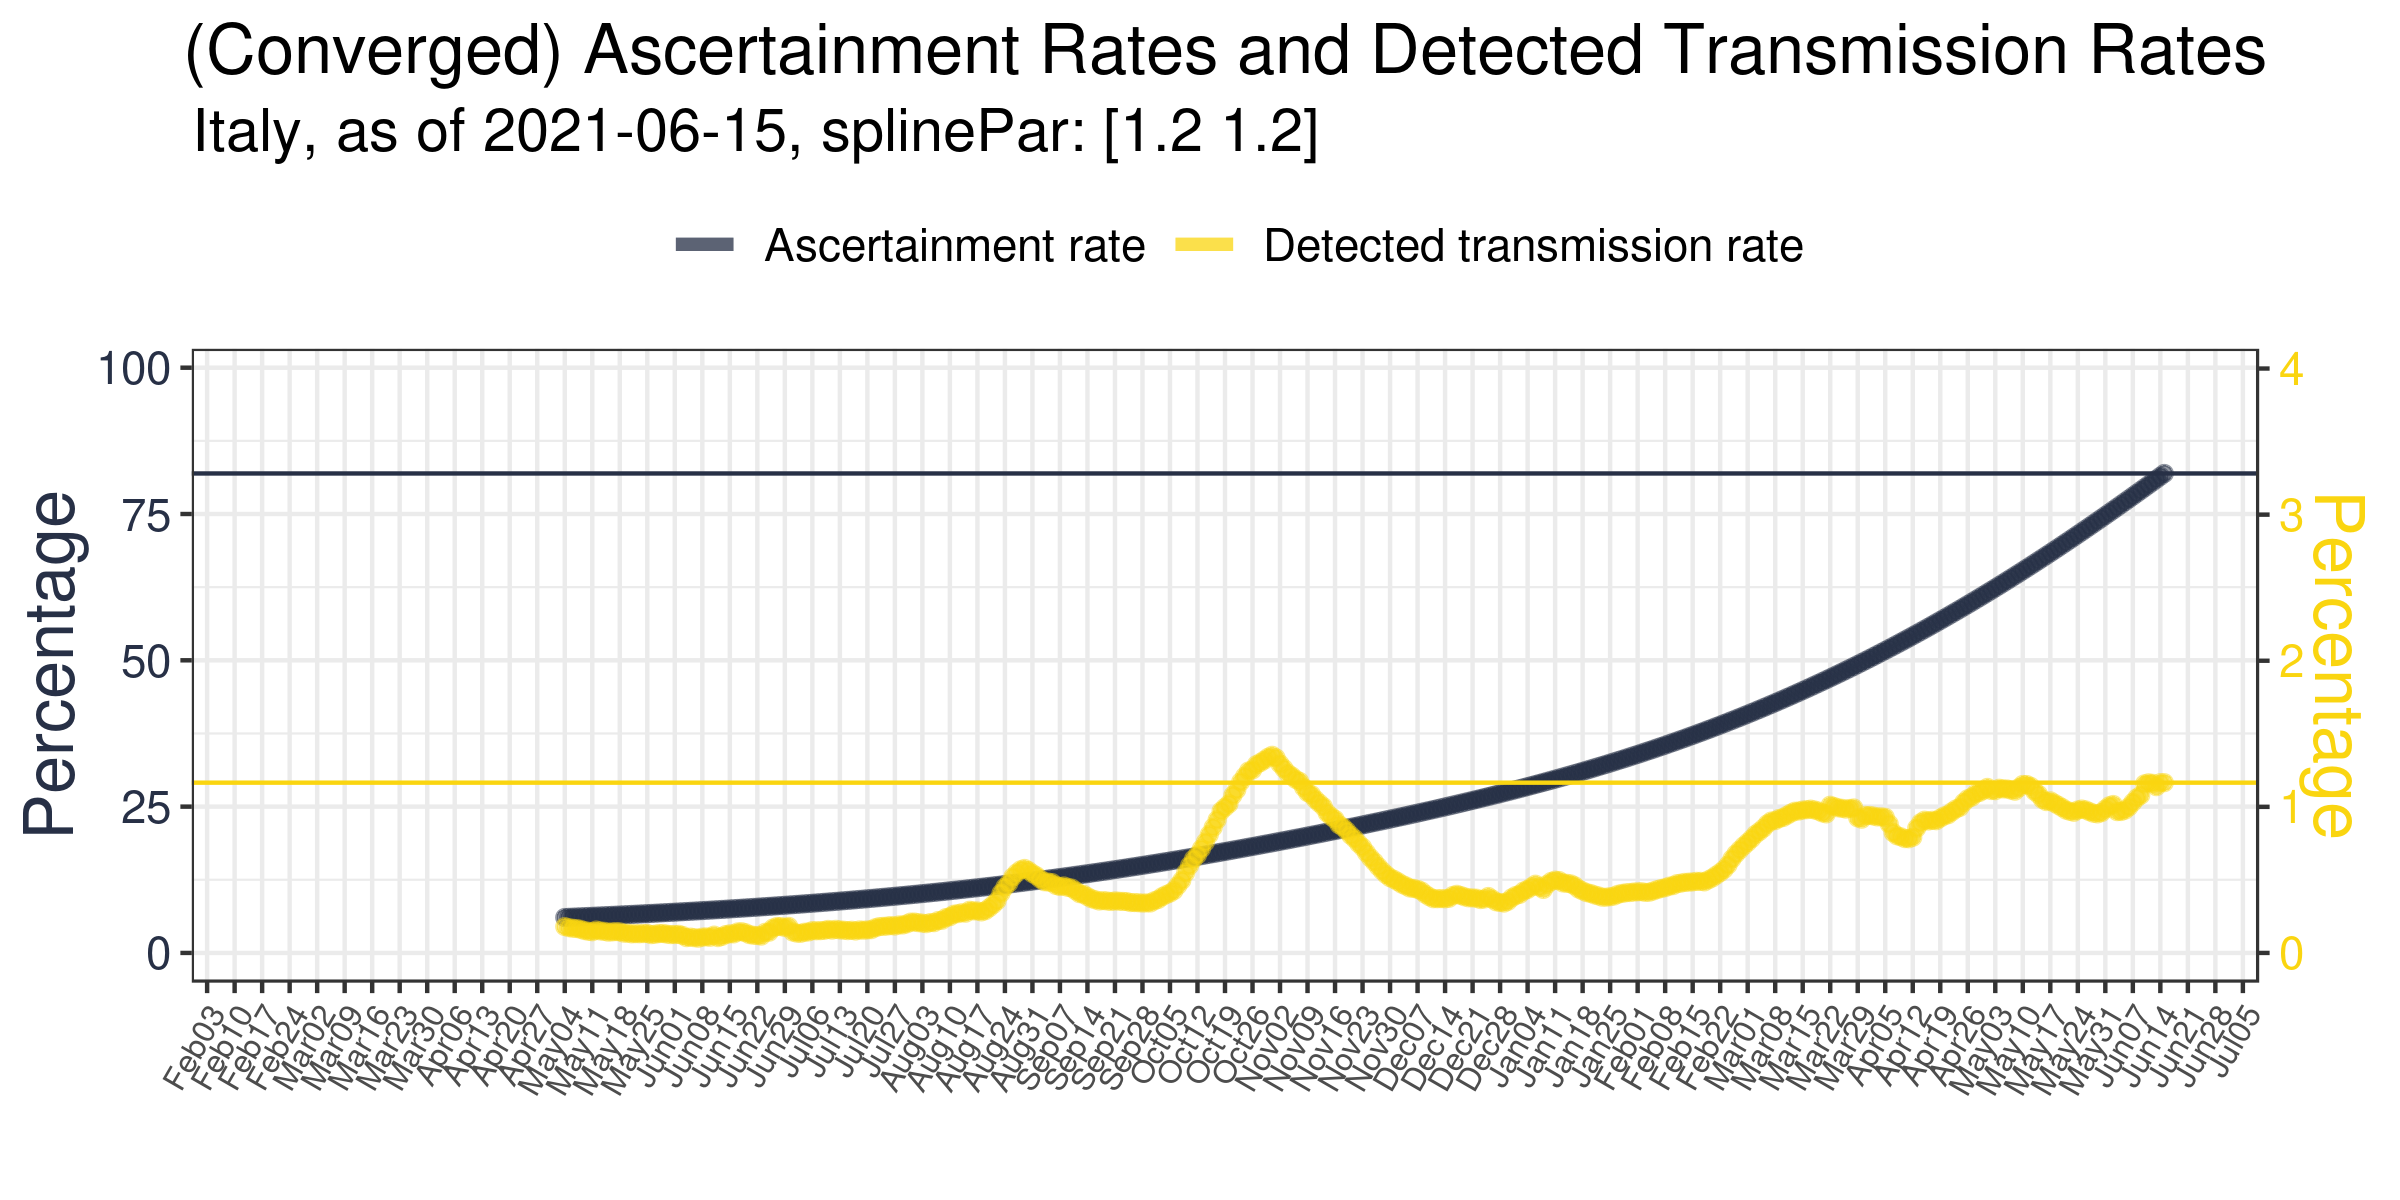 (Converged) Ascertainment Rates and Detected Transmission Rates
Italy, as of 2021-06-15, splinePar: [1.2 1.2]
Ascertainment rate
Detected transmission rate
Percentage
100
75
50
25
0
4
3
2
1
0
Percentage
Feb03
Feb10
Feb17
Feb24
Mar02
Mar09
Mar16
Mar23
Mar30
Apr06
Apr13
Apr20
Apr27
May04
May11
May18
May25
Jun01
Jun08
Jun15
Jun22
Jun29
Jul06
Jul13
Jul20
Jul27
Aug03
Aug10
Aug17
Aug24
Aug31
Sep07
Sep14
Sep21
Sep28
Oct05
Oct12
Oct19
Oct26
Nov02
Nov09
Nov16
Nov23
Nov30
Dec07
Dec14
Dec21
Dec28
Jan04
Jan11
Jan18
Jan25
Feb01
Feb08
Feb15
Feb22
Mar01
Mar08
Mar15
Mar22
Mar29
Apr05
Apr12
Apr19
Apr26
May03
May10
May17
May24
May31
Jun07
Jun14
Jun21
Jun28
Jul05